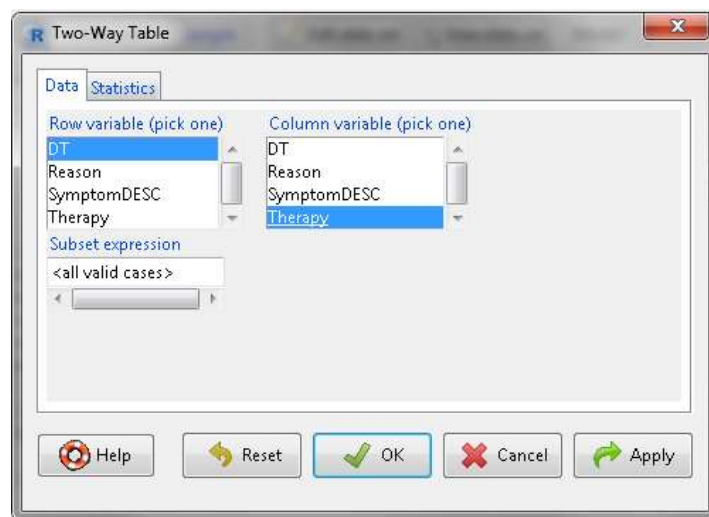 R Two-Way Table
Data Statistics
Row variable (pick one) Column variable (pick one)
DT DT
Reason Reason
SymptomDESC SymptomDESC
Therapy Therapy
Subset expression
<all valid cases>
Help Reset OK Cancel Apply